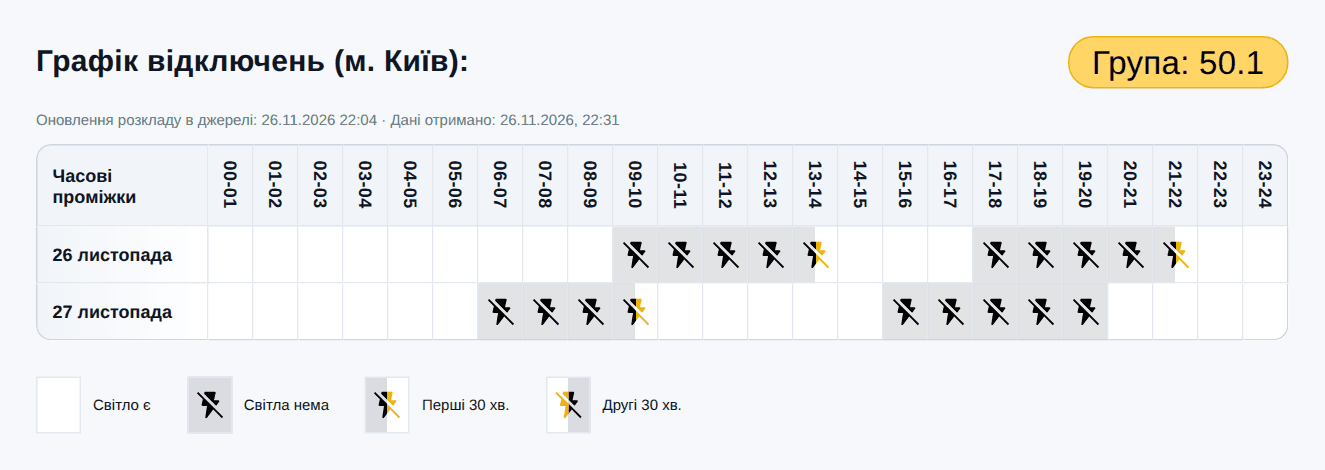 Графік відключень (м. Київ):
Група: 50.1
Оновлення розкладу в джерелі: 26.11.2026 22:04 · Дані отримано: 26.11.2026, 22:31
Часові
проміжки
00-01
01-02
02-03
03-04
04-05
05-06
06-07
07-08
08-09
09-10
10-11
11-12
12-13
13-14
14-15
15-16
16-17
17-18
18-19
19-20
20-21
21-22
22-23
23-24
26 листопада
27 листопада
Світло є
Світла нема
Перші 30 хв.
Другі 30 хв.